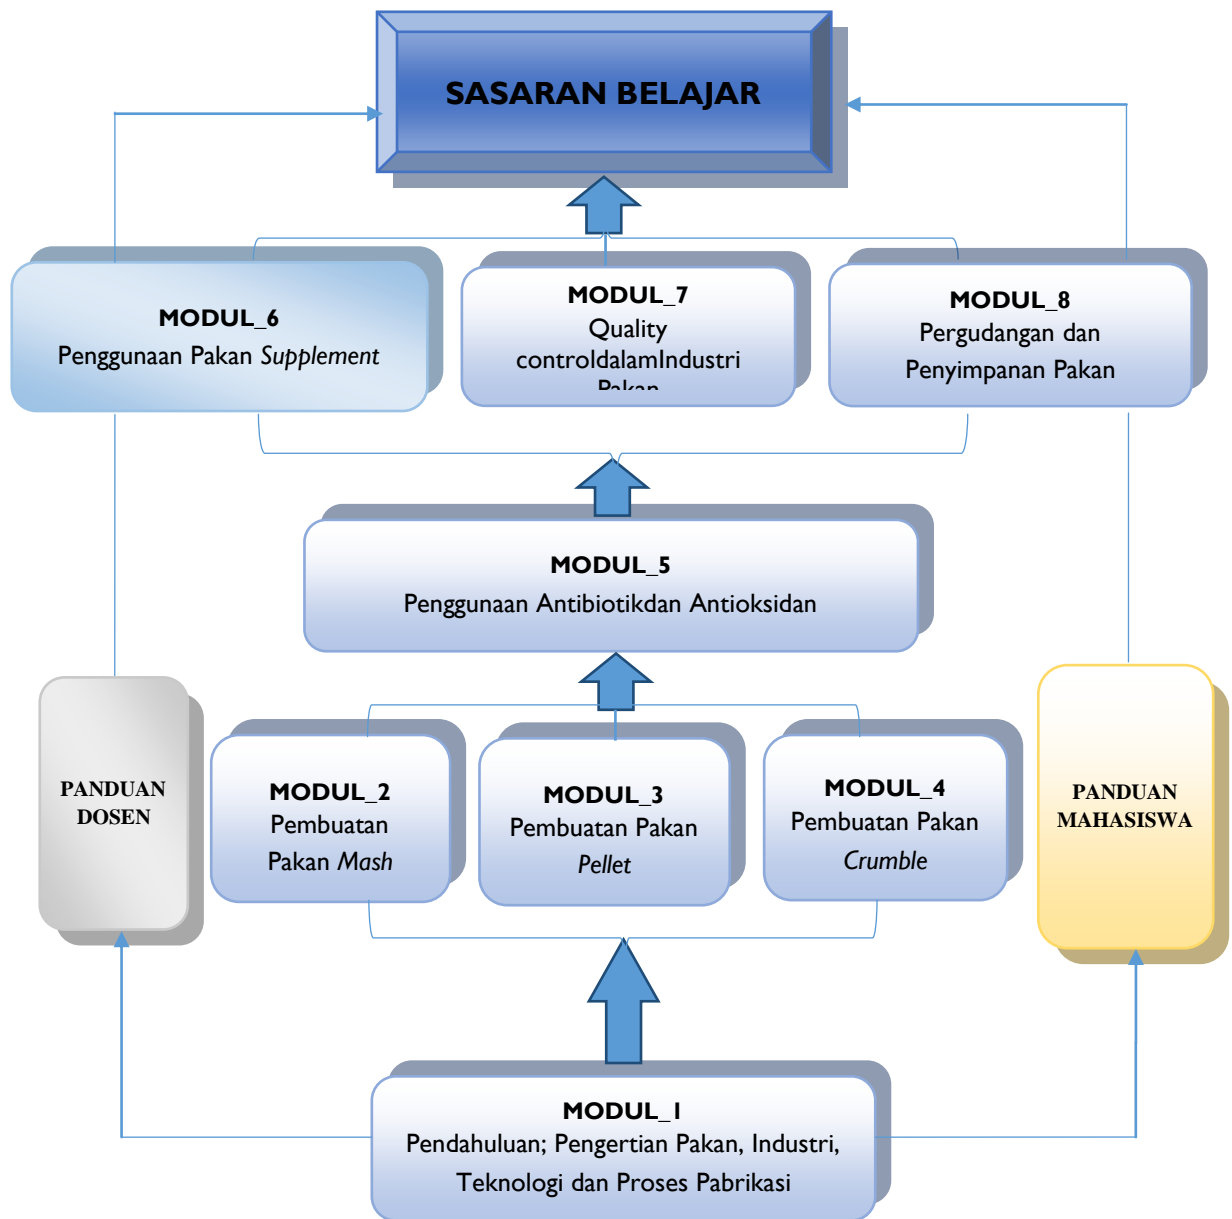 SASARAN BELAJAR
MODUL_6
Penggunaan Pakan Supplement
MODUL_7
Quality
controldalamIndustri
Pakan
MODUL_8
Pergudangan dan
Penyimpanan Pakan
MODUL_5
Penggunaan Antibiotikdan Antioksidan
PANDUAN
DOSEN
MODUL_2
Pembuatan
Pakan Mash
MODUL_3
Pembuatan Pakan
Pellet
MODUL_4
Pembuatan Pakan
Crumble
PANDUAN
MAHASISWA
MODUL_1
Pendahuluan; Pengertian Pakan, Industri,
Teknologi dan Proses Pabrikasi